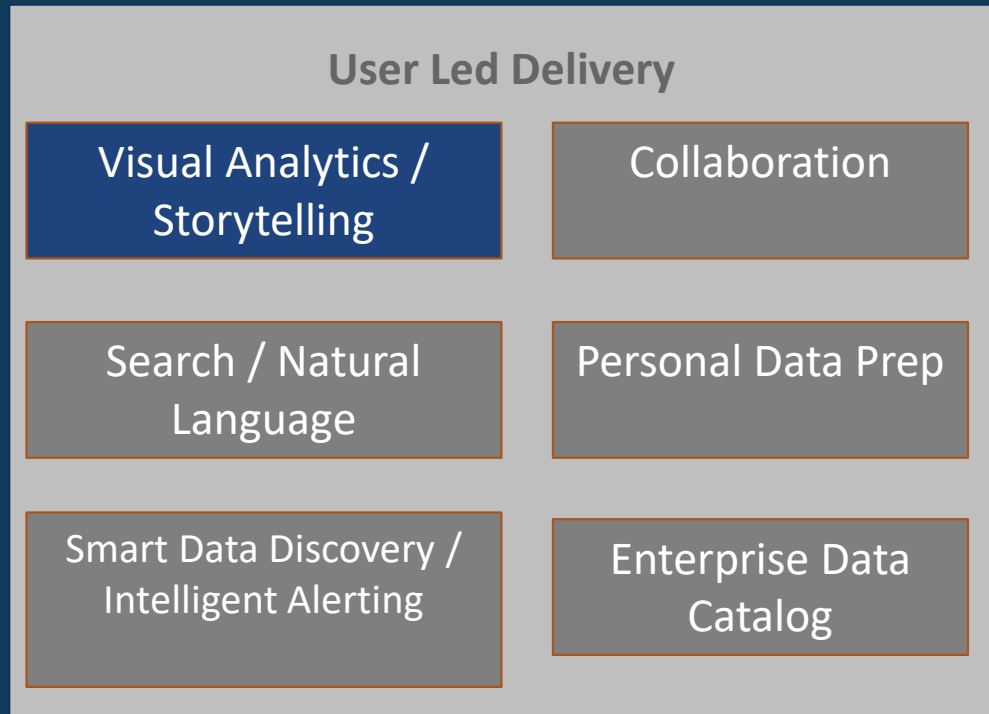 User Led Delivery
Visual Analytics /
Storytelling
Collaboration
Search / Natural
Language
Personal Data Prep
Smart Data Discovery /
Intelligent Alerting
Enterprise Data
Catalog